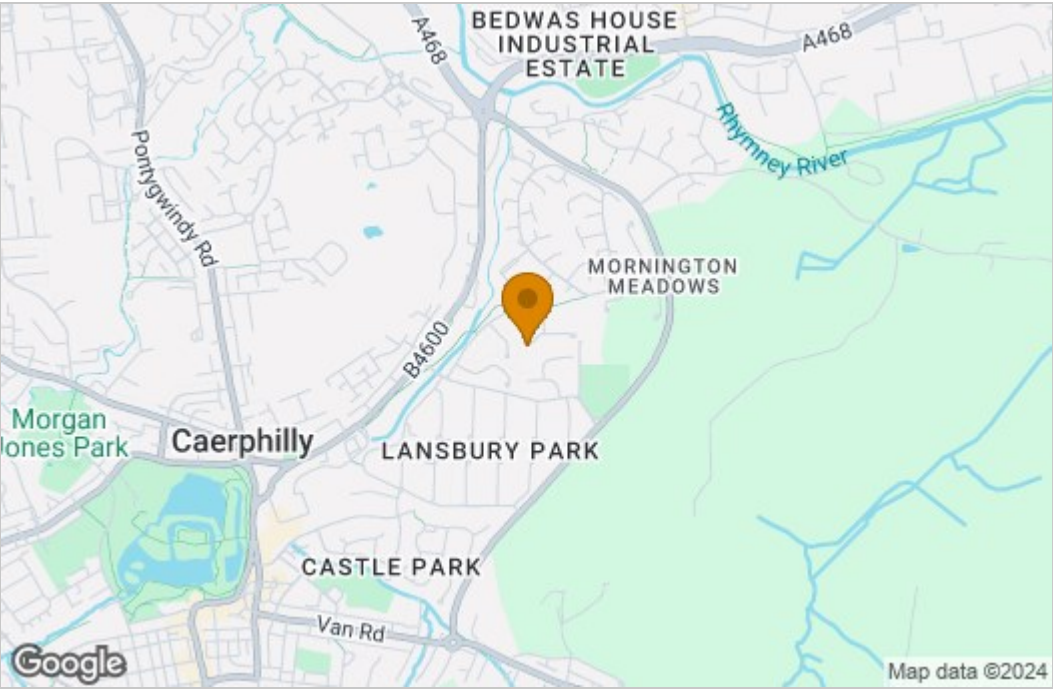 BEDWAS HOUSE
INDUSTRIAL
ESTATE
A468
A468
Rhymney River
Pontygwindy Rd
MORNINGTON
MEADOWS
B4600
Morgan
Jones Park
Caerphilly
LANSBURY PARK
CASTLE PARK
Van Rd
Google
Map data ©2024